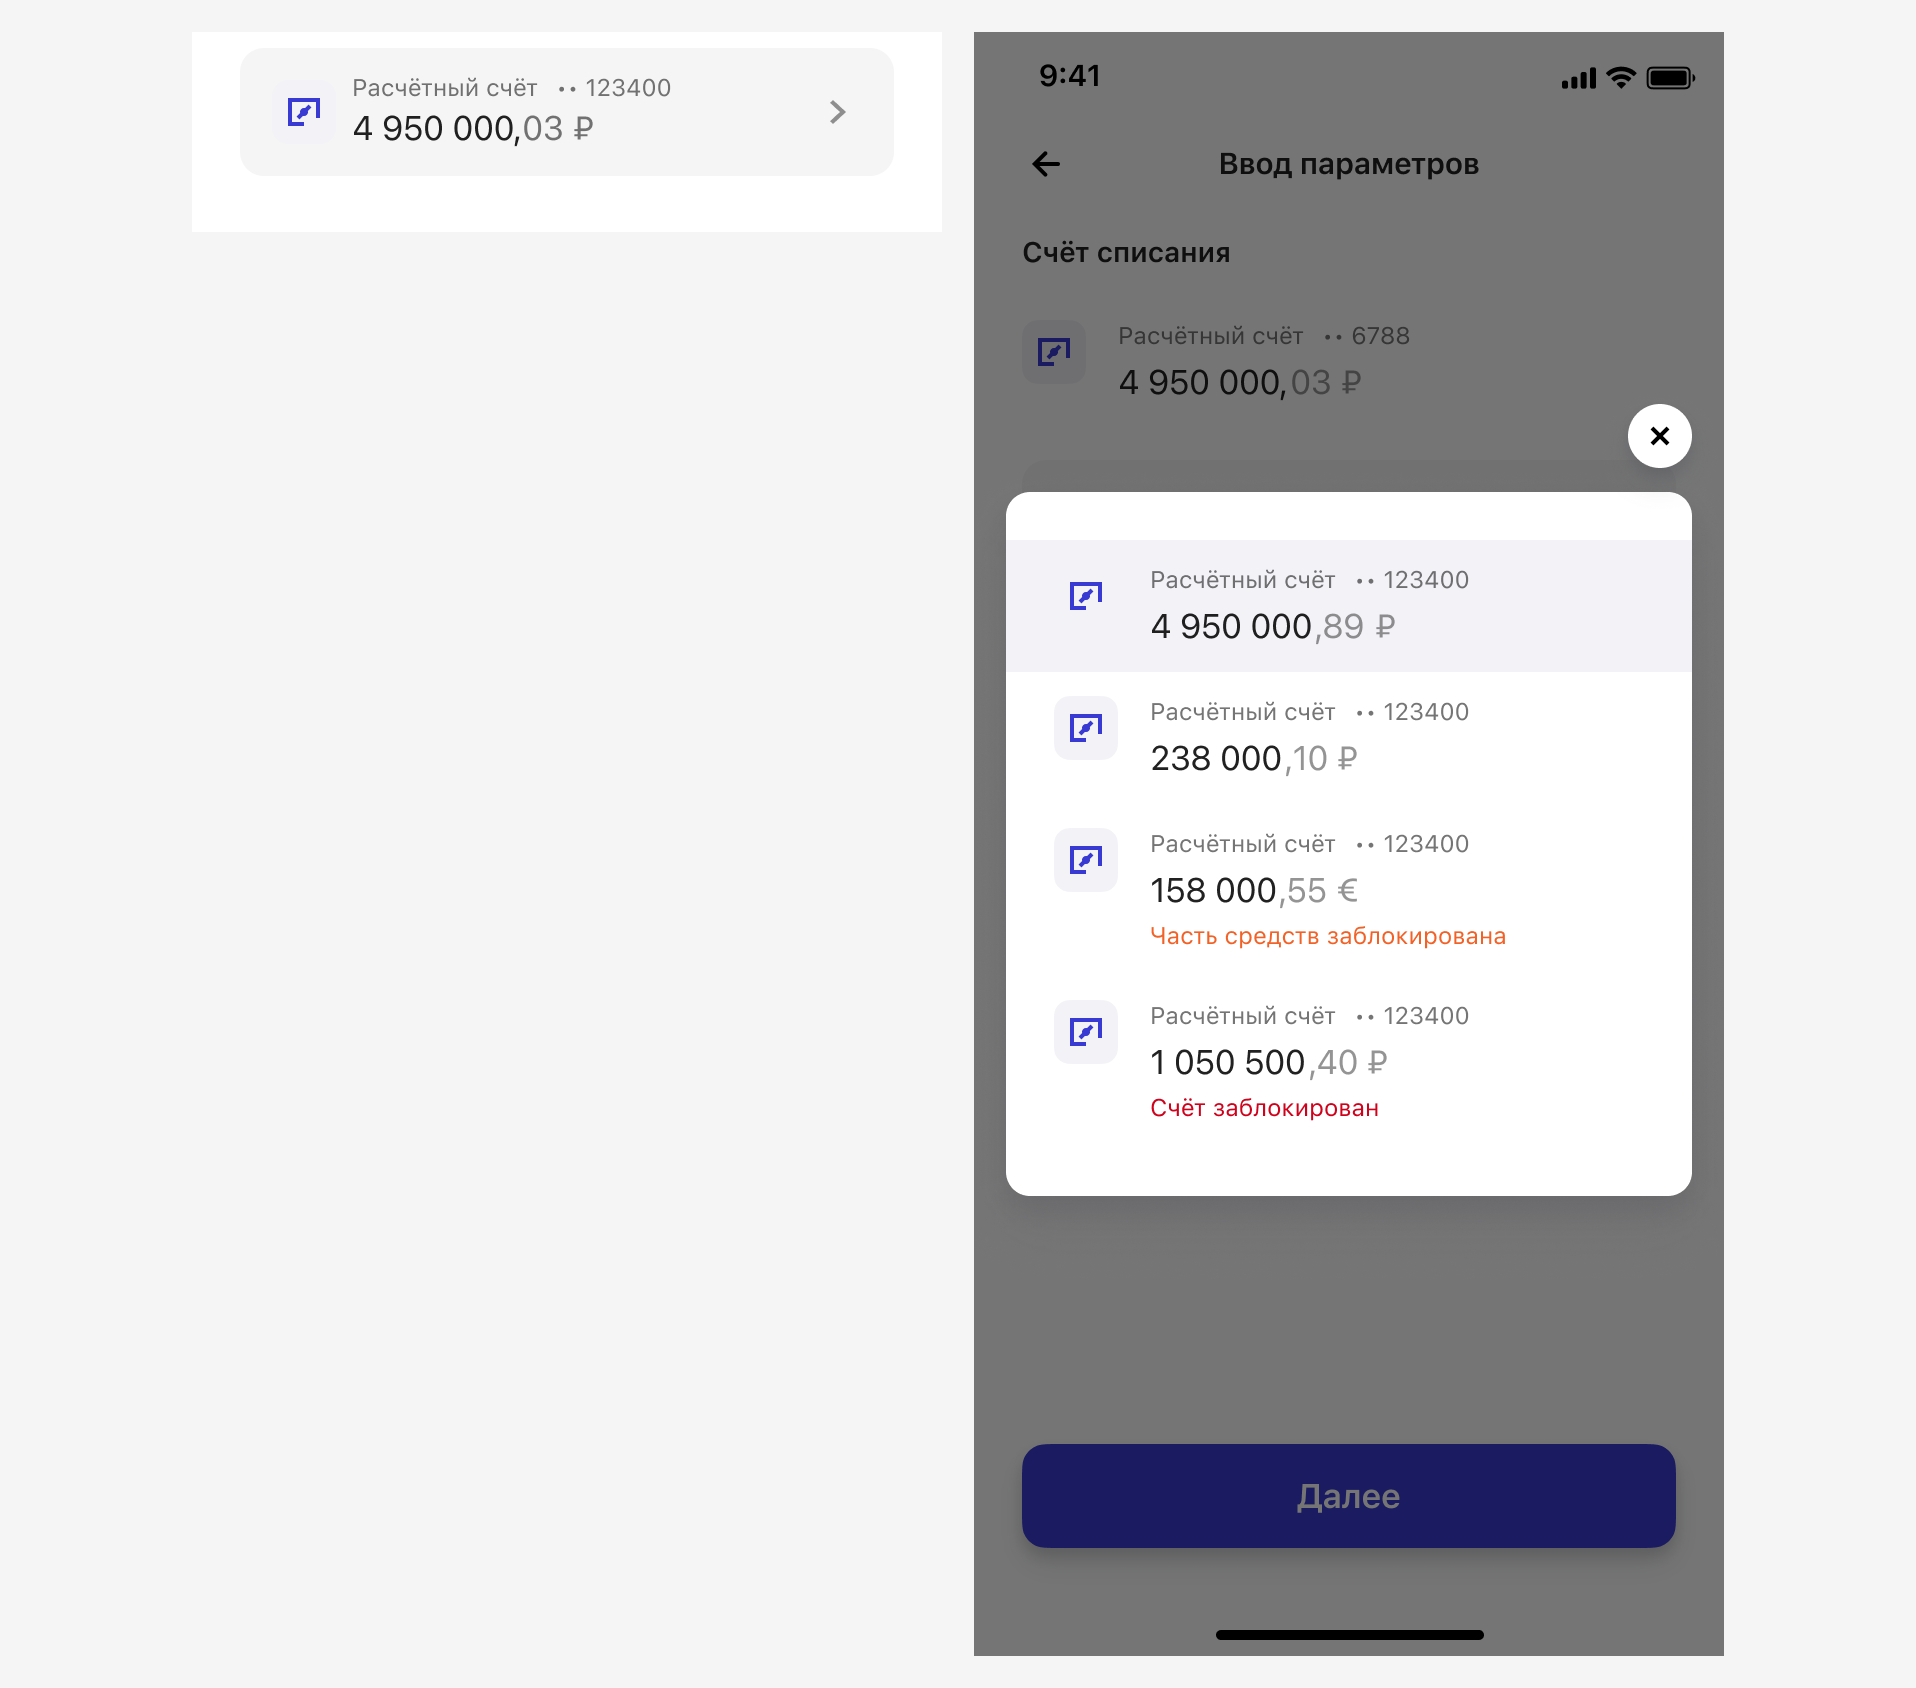 Расчётный счёт •• 123400
4 950 000,03 ₽
9:41
Ввод параметров
Счёт списания
Расчётный счёт •• 6788
4 950 000,03 ₽
Расчётный счёт •• 123400
4 950 000,89 ₽
Расчётный счёт •• 123400
238 000,10 ₽
Расчётный счёт •• 123400
158 000,55 €
Часть средств заблокирована
Расчётный счёт •• 123400
1 050 500,40 ₽
Счёт заблокирован
Далее